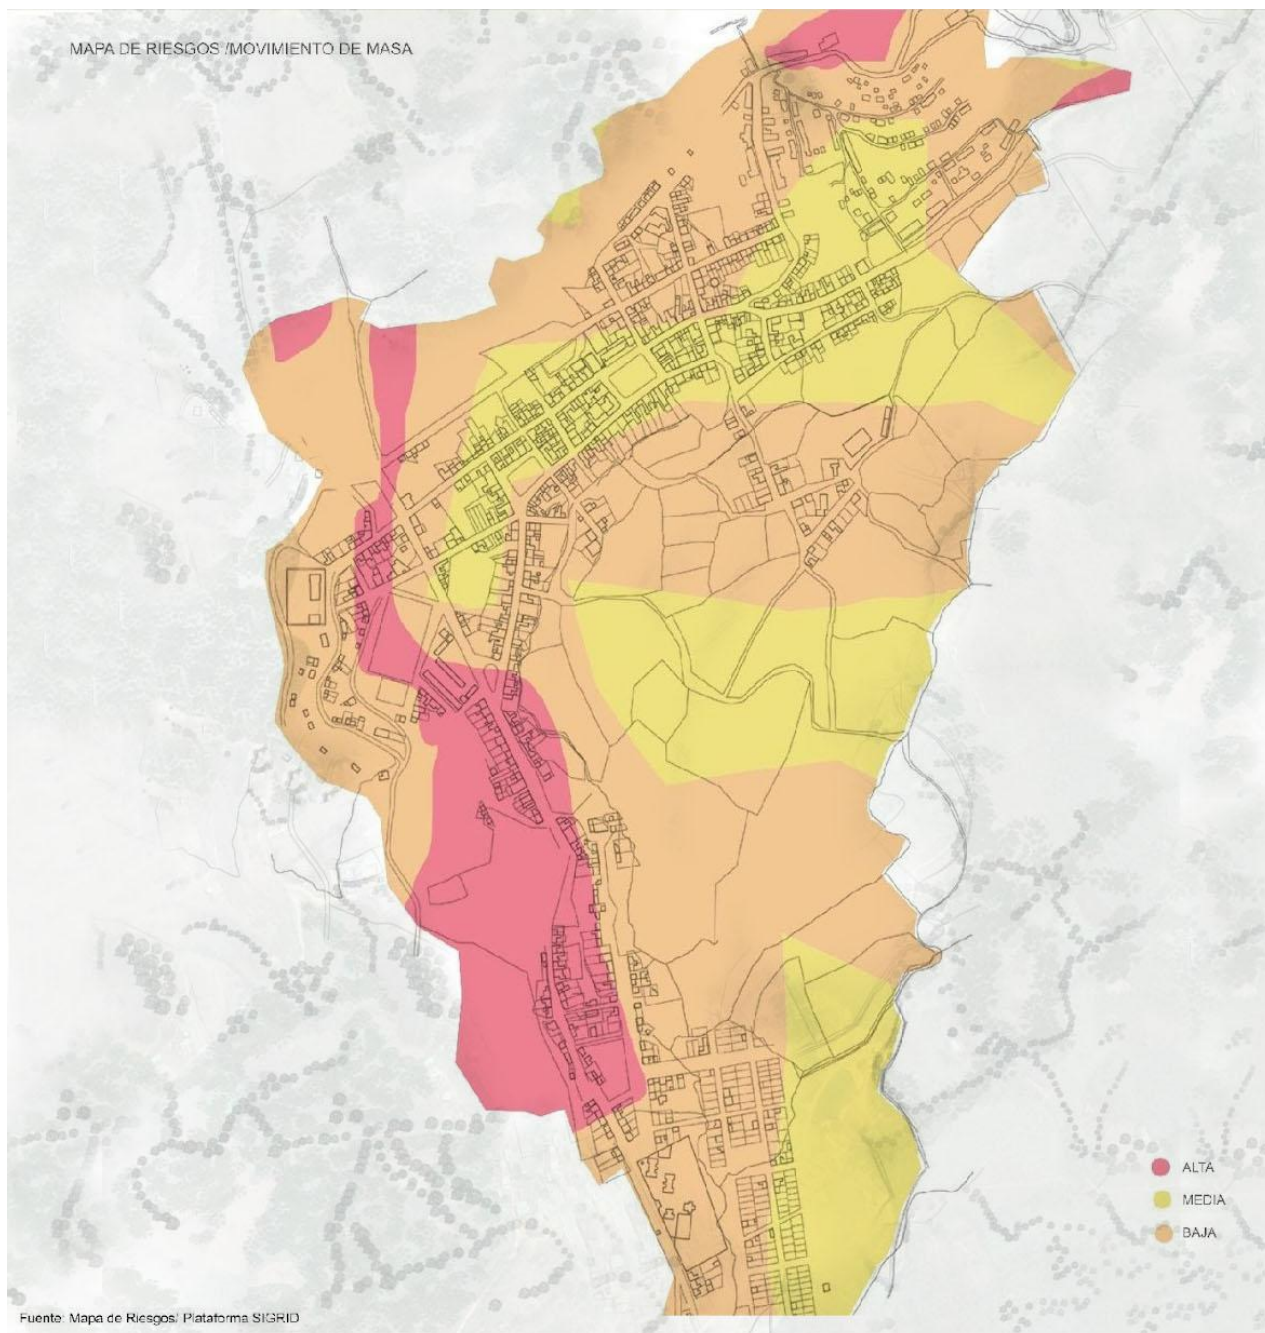 MAPA DE RIESGOS /MOVIMIENTO DE MASA
ALTA
MEDIA
BAJA
Fuente: Mapa de Riesgos/ Plataforma SIGRID